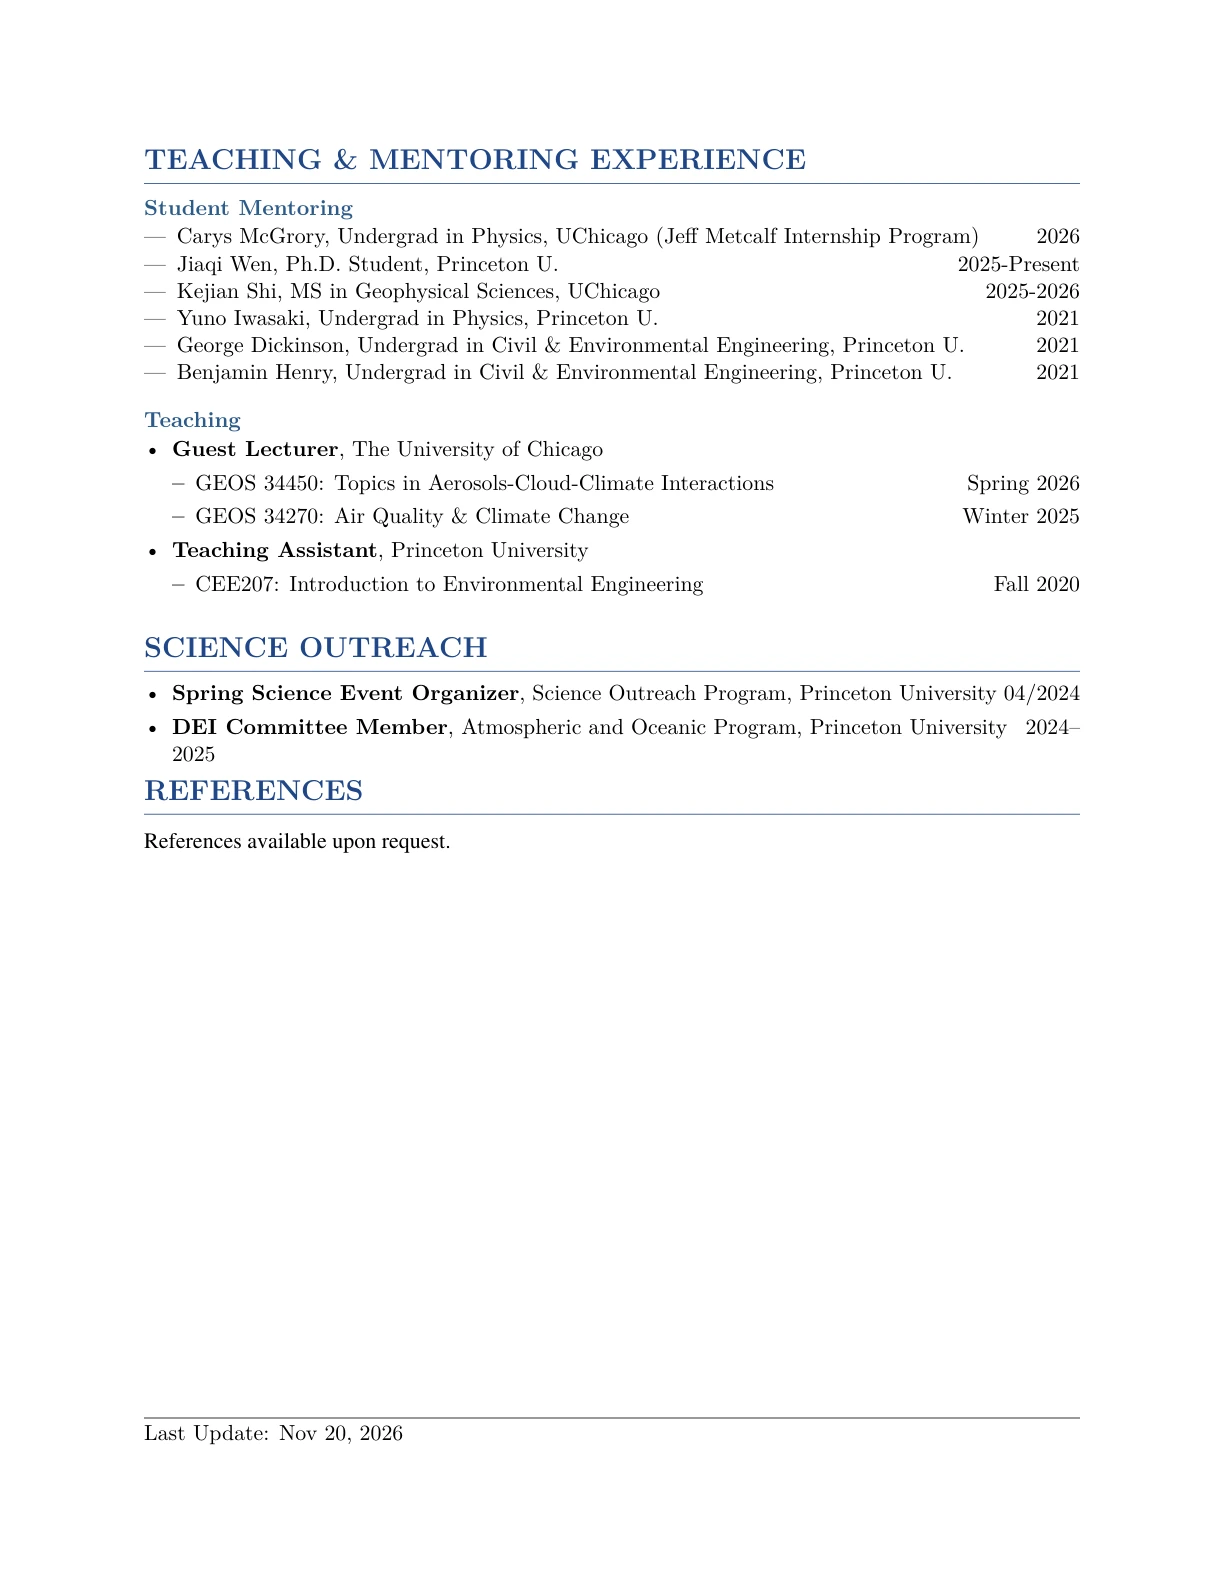 TEACHING & MENTORING EXPERIENCE
Student Mentoring
— Carys McGrory, Undergrad in Physics, UChicago (Jeff Metcalf Internship Program) 2026
— Jiaqi Wen, Ph.D. Student, Princeton U. 2025-Present
— Kejian Shi, MS in Geophysical Sciences, UChicago 2025-2026
— Yuno Iwasaki, Undergrad in Physics, Princeton U. 2021
— George Dickinson, Undergrad in Civil & Environmental Engineering, Princeton U. 2021
— Benjamin Henry, Undergrad in Civil & Environmental Engineering, Princeton U. 2021
Teaching
• Guest Lecturer, The University of Chicago
– GEOS 34450: Topics in Aerosols-Cloud-Climate Interactions Spring 2026
– GEOS 34270: Air Quality & Climate Change Winter 2025
• Teaching Assistant, Princeton University
– CEE207: Introduction to Environmental Engineering Fall 2020
SCIENCE OUTREACH
• Spring Science Event Organizer, Science Outreach Program, Princeton University 04/2024
• DEI Committee Member, Atmospheric and Oceanic Program, Princeton University 2024–
2025
REFERENCES
References available upon request.
Last Update: Nov 20, 2026